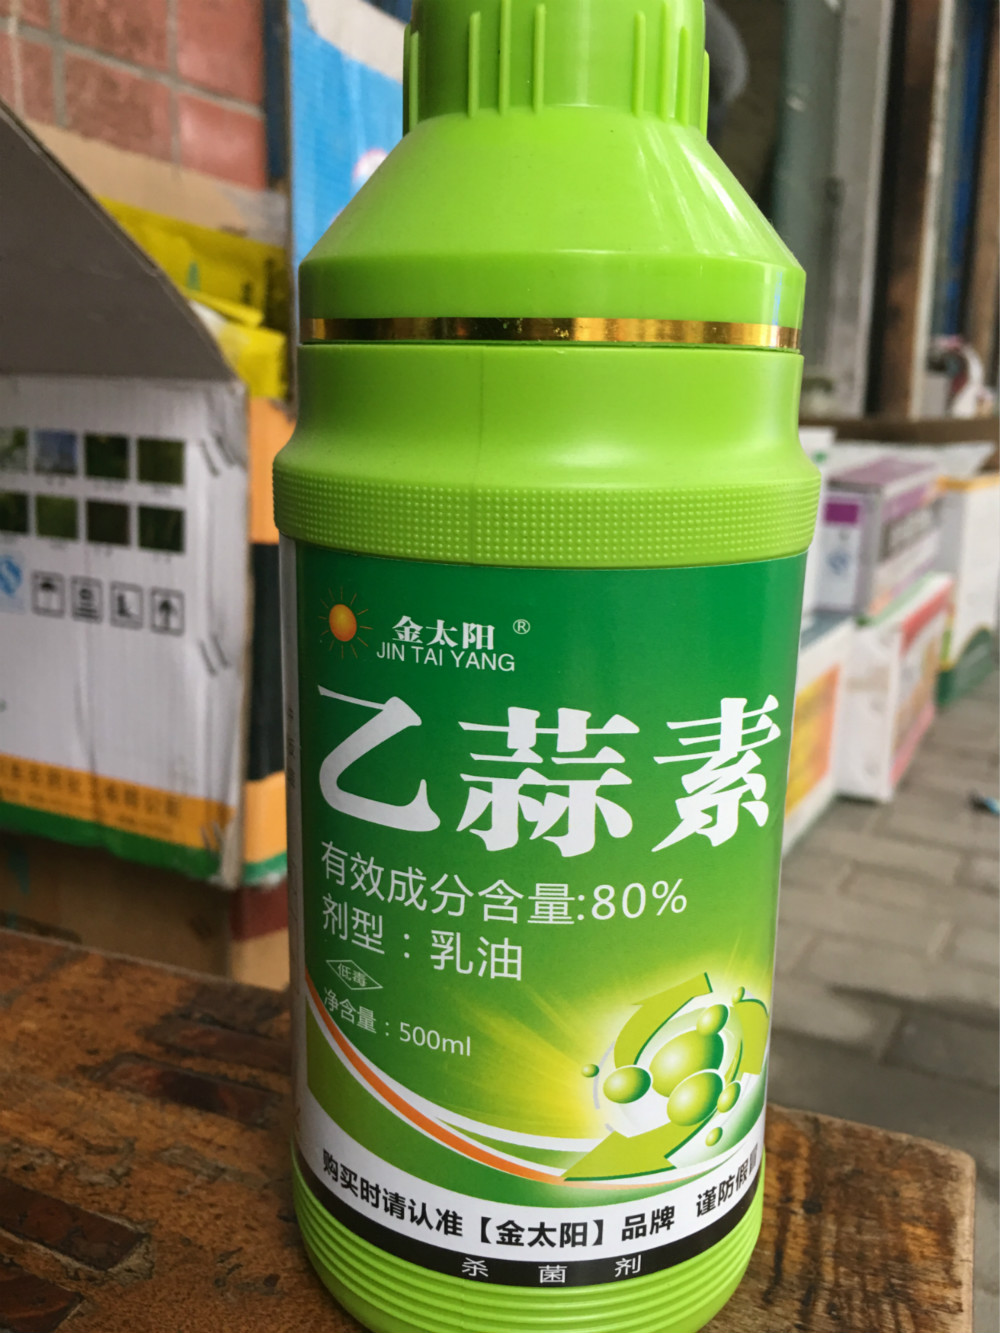 金太阳®
JIN TAI YANG
乙蒜素
有效成分含量:80%
剂型：乳油
低毒
净含量：500ml
购买时请认准【金太阳】品牌 谨防假
杀菌剂